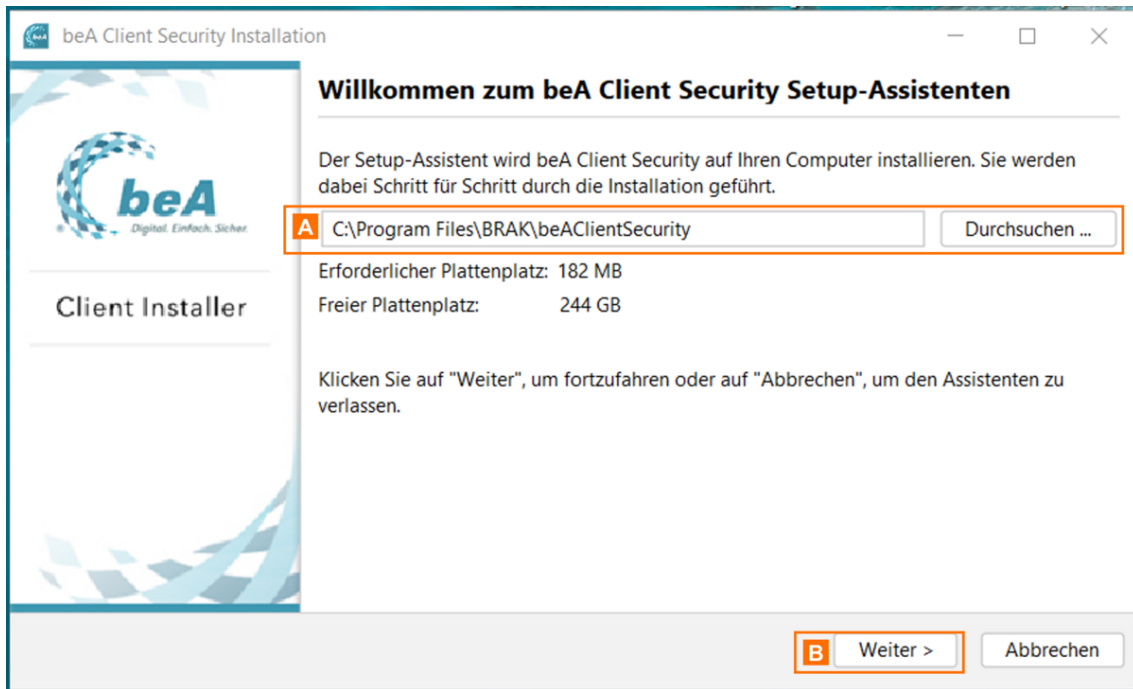 beA Client Security Installation
beA
Digital. Einfach. Sicher.
Client Installer
Willkommen zum beA Client Security Setup-Assistenten
Der Setup-Assistent wird beA Client Security auf Ihren Computer installieren. Sie werden
dabei Schritt für Schritt durch die Installation geführt.
A C:\Program Files\BRAK\beAClientSecurity Durchsuchen ...
Erforderlicher Plattenplatz: 182 MB
Freier Plattenplatz: 244 GB
Klicken Sie auf "Weiter", um fortzufahren oder auf "Abbrechen", um den Assistenten zu
verlassen.
B Weiter > Abbrechen